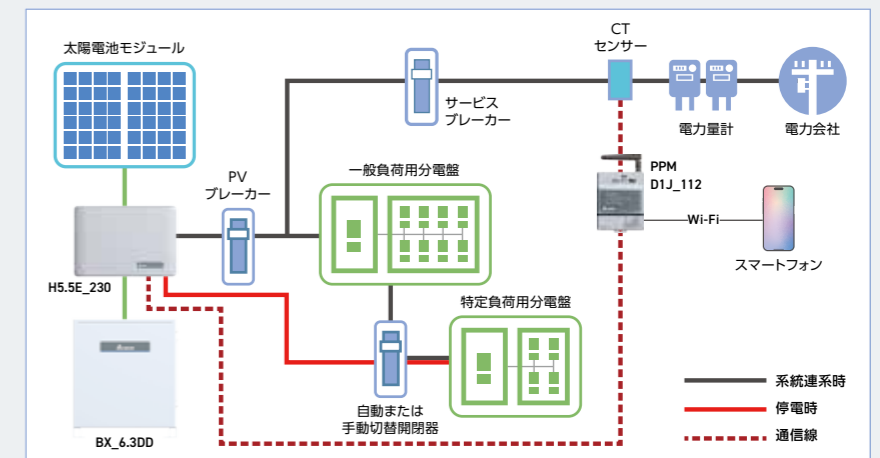 CT
センサー
太陽電池モジュール
サービス
ブレーカー
電力量計
電力会社
PV
ブレーカー
一般負荷用分電盤
PPM
D1J_112
Wi-Fi
スマートフォン
H5.5E_230
特定負荷用分電盤
自動または
手動切替開閉器
BX_6.3DD
系統連系時
停電時
通信線